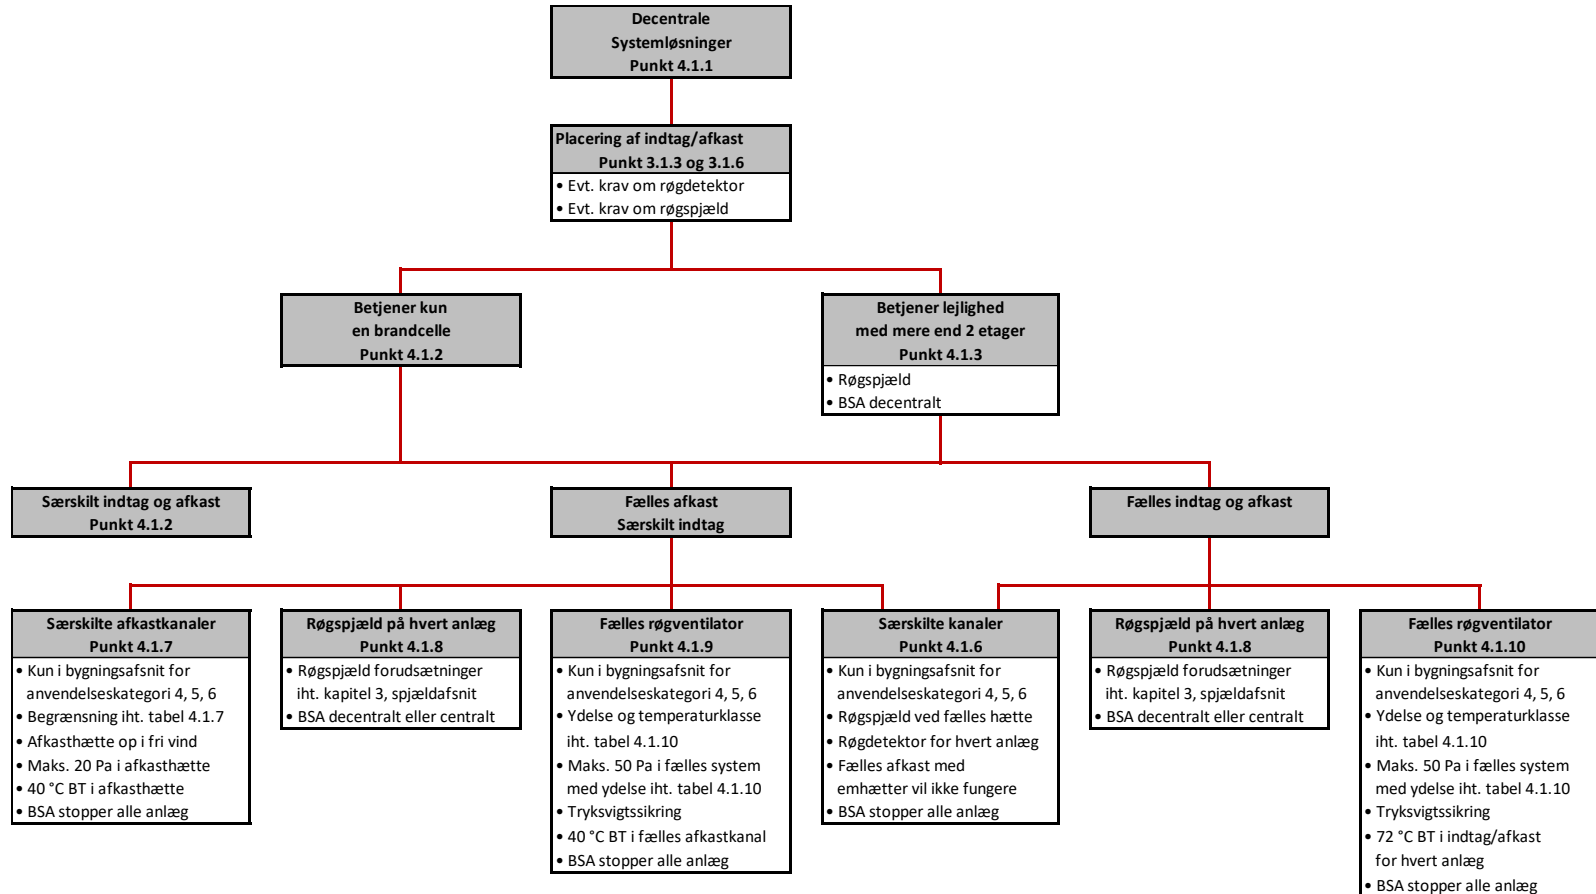 Decentrale
Systemløsninger
Punkt 4.1.1
Placering af indtag/afkast
Punkt 3.1.3 og 3.1.6
• Evt. krav om røgdetektor
• Evt. krav om røgspjæld
Betjener kun
en brandcelle
Punkt 4.1.2
Betjener lejlighed
med mere end 2 etager
Punkt 4.1.3
• Røgspjæld
• BSA decentralt
Særskilt indtag og afkast
Punkt 4.1.2
Fælles afkast
Særskilt indtag
Fælles indtag og afkast
Særskilte afkastkanaler
Punkt 4.1.7
• Kun i bygningsafsnit for
anvendelseskategori 4, 5, 6
• Begrænsning iht. tabel 4.1.7
• Afkasthætte op i fri vind
• Maks. 20 Pa i afkasthætte
• 40 °C BT i afkasthætte
• BSA stopper alle anlæg
Røgspjæld på hvert anlæg
Punkt 4.1.8
• Røgspjæld forudsætninger
iht. kapitel 3, spjældafsnit
• BSA decentralt eller centralt
Fælles røgventilator
Punkt 4.1.9
• Kun i bygningsafsnit for
anvendelseskategori 4, 5, 6
• Ydelse og temperaturklasse
iht. tabel 4.1.10
• Maks. 50 Pa i fælles system
med ydelse iht. tabel 4.1.10
• Tryksvigtssikring
• 40 °C BT i fælles afkastkanal
• BSA stopper alle anlæg
Særskilte kanaler
Punkt 4.1.6
• Kun i bygningsafsnit for
anvendelseskategori 4, 5, 6
• Røgspjæld ved fælles hætte
• Røgdetektor for hvert anlæg
• Fælles afkast med
emhætter vil ikke fungere
• BSA stopper alle anlæg
Røgspjæld på hvert anlæg
Punkt 4.1.8
• Røgspjæld forudsætninger
iht. kapitel 3, spjældafsnit
• BSA decentralt eller centralt
Fælles røgventilator
Punkt 4.1.10
• Kun i bygningsafsnit for
anvendelseskategori 4, 5, 6
• Ydelse og temperaturklasse
iht. tabel 4.1.10
• Maks. 50 Pa i fælles system
med ydelse iht. tabel 4.1.10
• Tryksvigtssikring
• 72 °C BT i indtag/afkast
for hvert anlæg
• BSA stopper alle anlæg